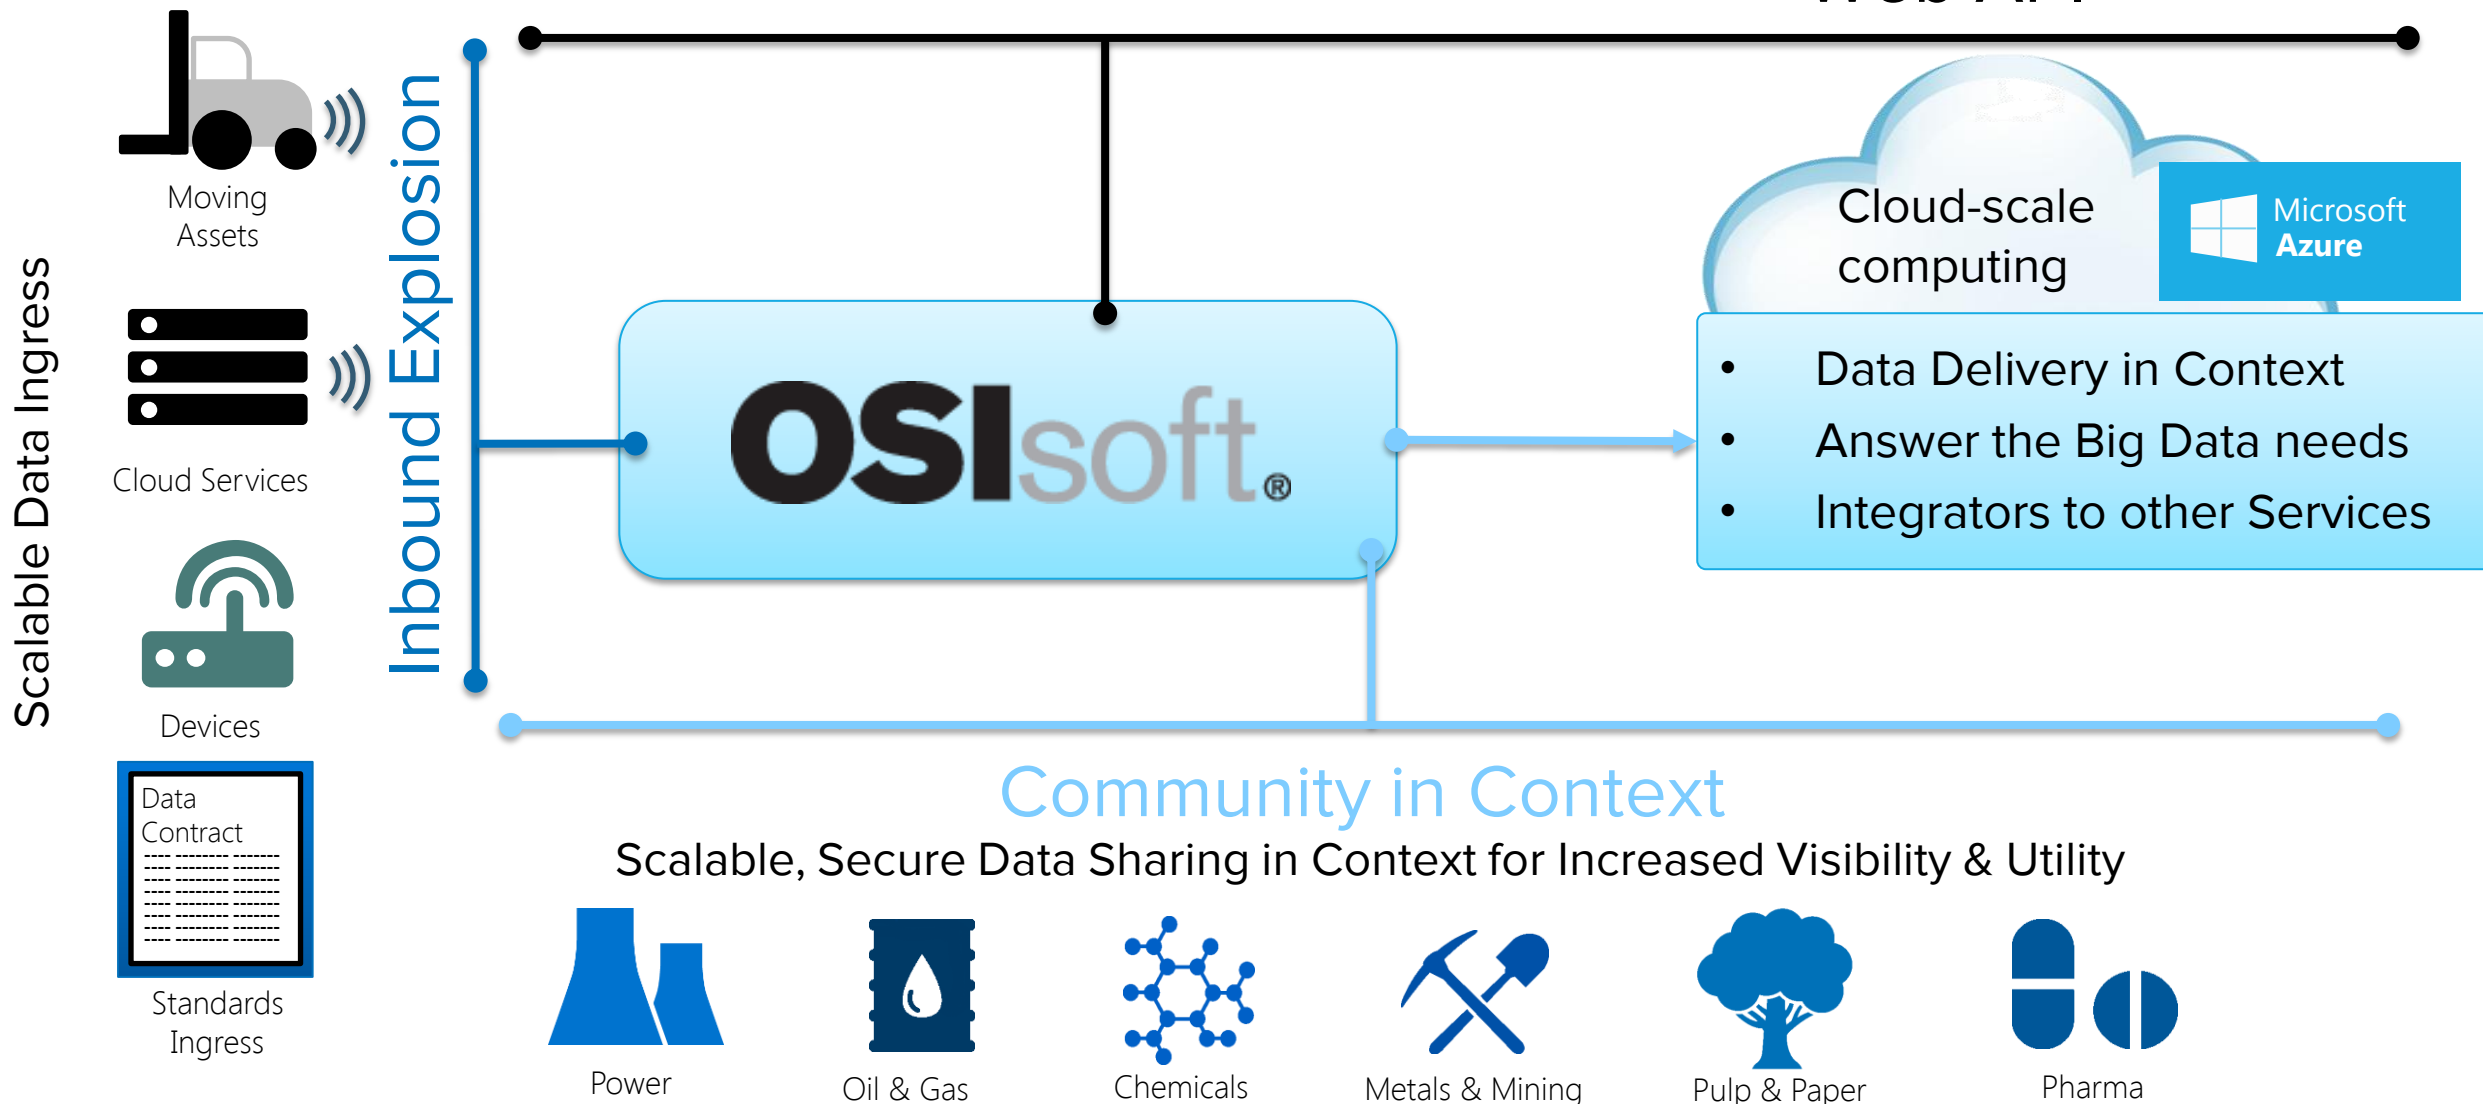 Web API
Scalable Data Ingress
Moving
Assets
Cloud Services
Devices
Data
Contract
Standards
Ingress
Inbound Explosion
OSIsoft®
Cloud-scale
computing
Microsoft
Azure
• Data Delivery in Context
• Answer the Big Data needs
• Integrators to other Services
Community in Context
Scalable, Secure Data Sharing in Context for Increased Visibility & Utility
Power
Oil & Gas
Chemicals
Metals & Mining
Pulp & Paper
Pharma